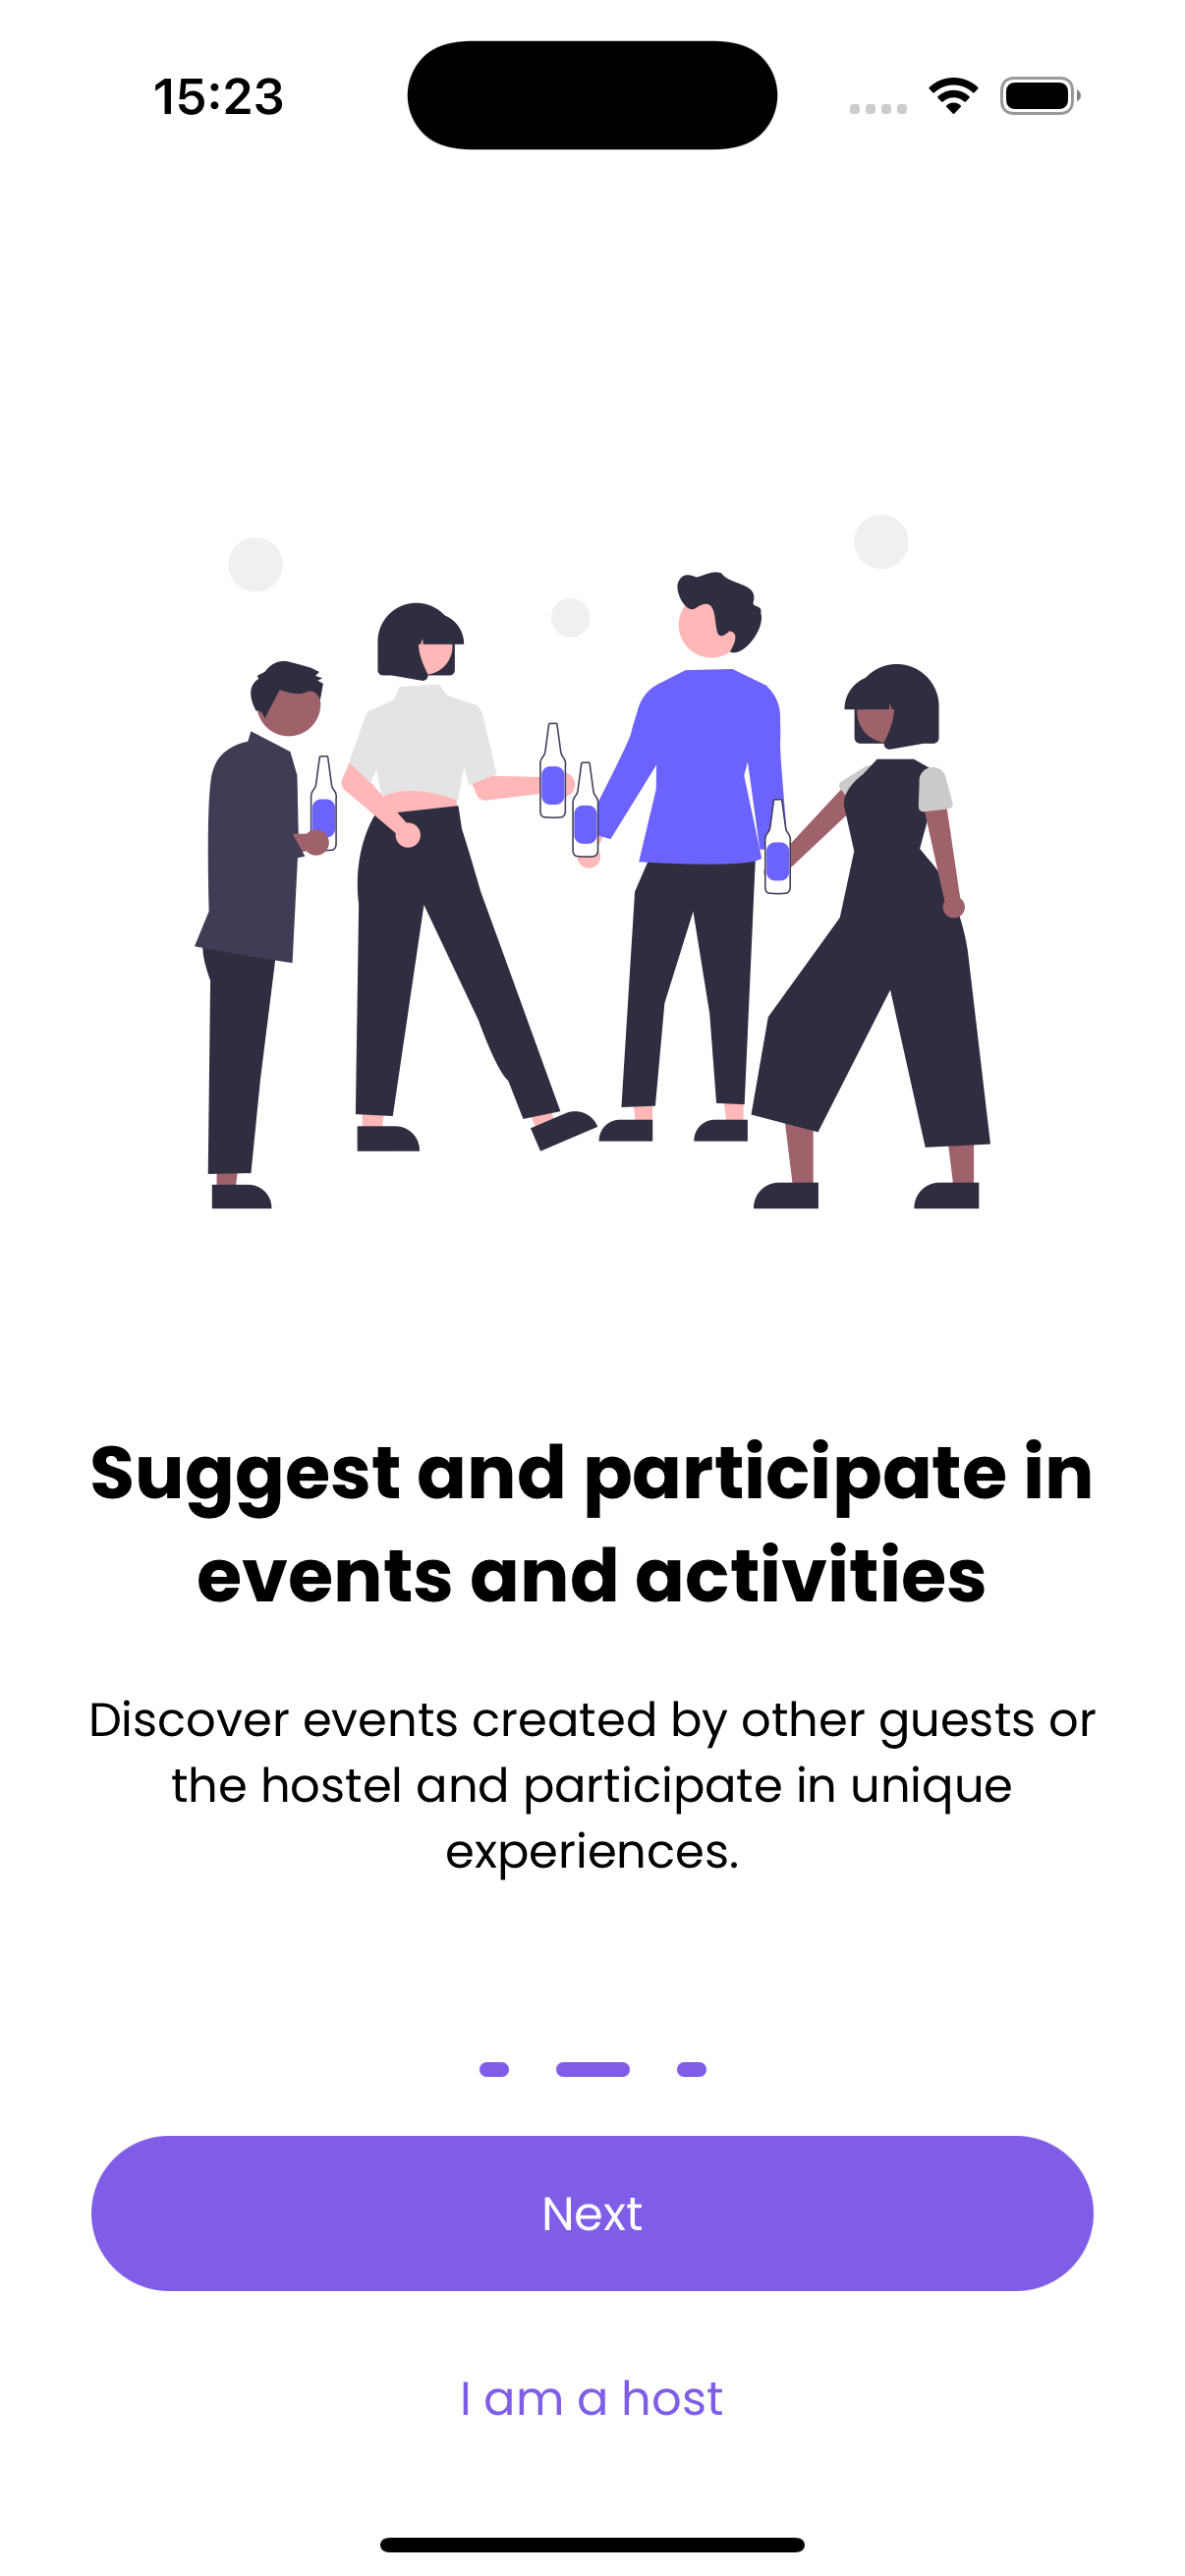 15:23
Suggest and participate in
events and activities
Discover events created by other guests or
the hostel and participate in unique
experiences.
Next
I am a host